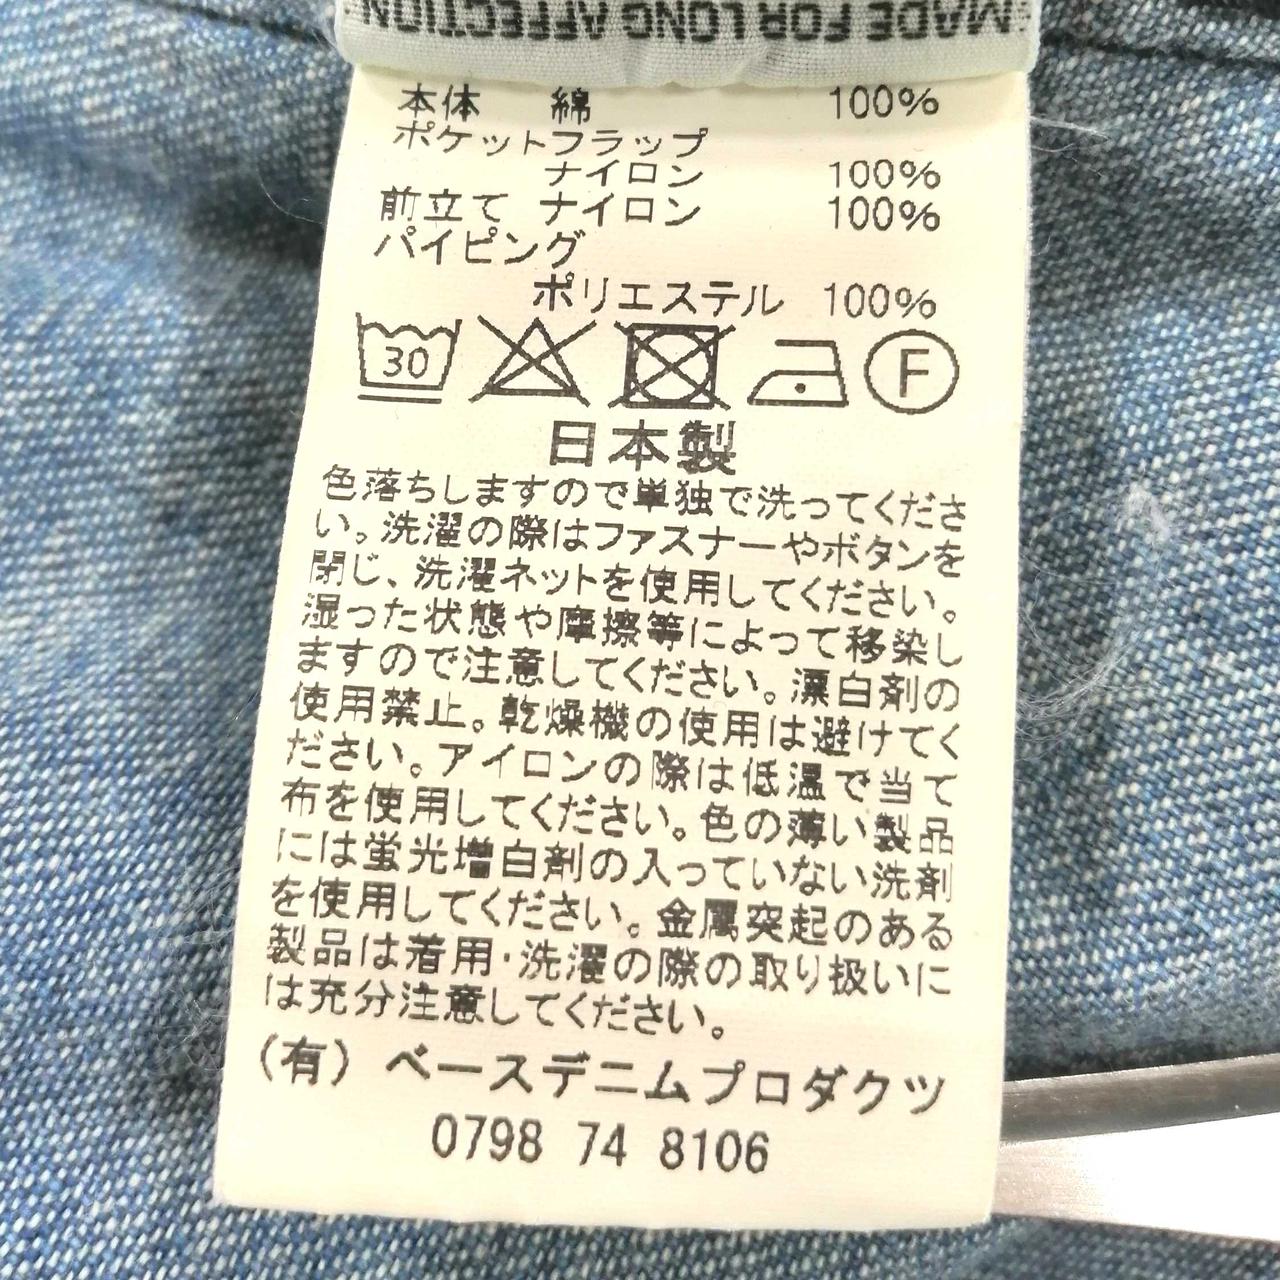 MADE FOR LONG AFFECTION
本体 綿 100%
ポケットフラップ
ナイロン 100%
前立て ナイロン 100%
パイピング
ポリエステル 100%
30 F
日本製
色落ちしますので単独で洗ってくださ
い。洗濯の際はファスナーやボタンを
閉じ、洗濯ネットを使用してください。
湿った状態や摩擦等によって移染し
ますので注意してください。漂白剤の
使用禁止。乾燥機の使用は避けてく
ださい。アイロンの際は低温で当て
布を使用してください。色の薄い製品
には蛍光増白剤の入っていない洗剤
を使用してください。金属突起のある
製品は着用・洗濯の際の取り扱いに
は充分注意してください。
(有) ベースデニムプロダクツ
0798 74 8106